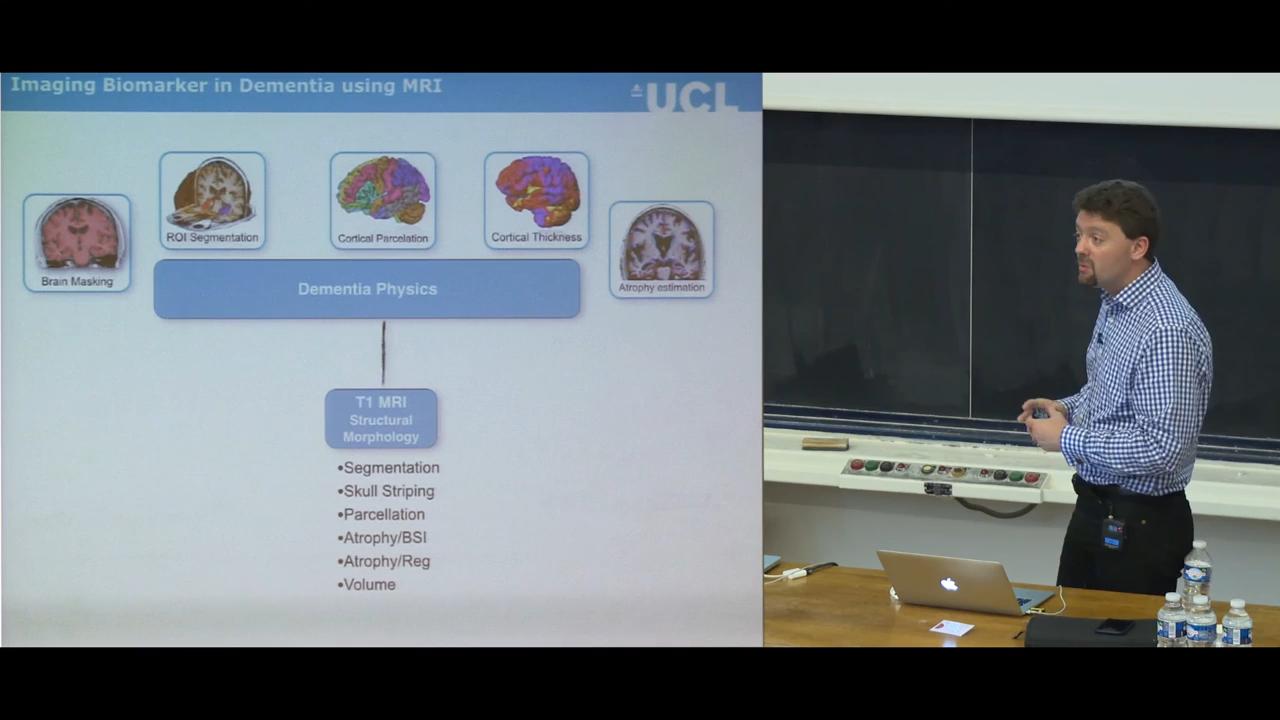 Imaging Biomarker in Dementia using MRI
UCL
ROI Segmentation
Cortical Parcelation
Cortical Thickness
Brain Masking
Atrophy estimation
Dementia Physics
T1 MRI
Structural
Morphology
•Segmentation
•Skull Striping
•Parcellation
•Atrophy/BSI
•Atrophy/Reg
•Volume